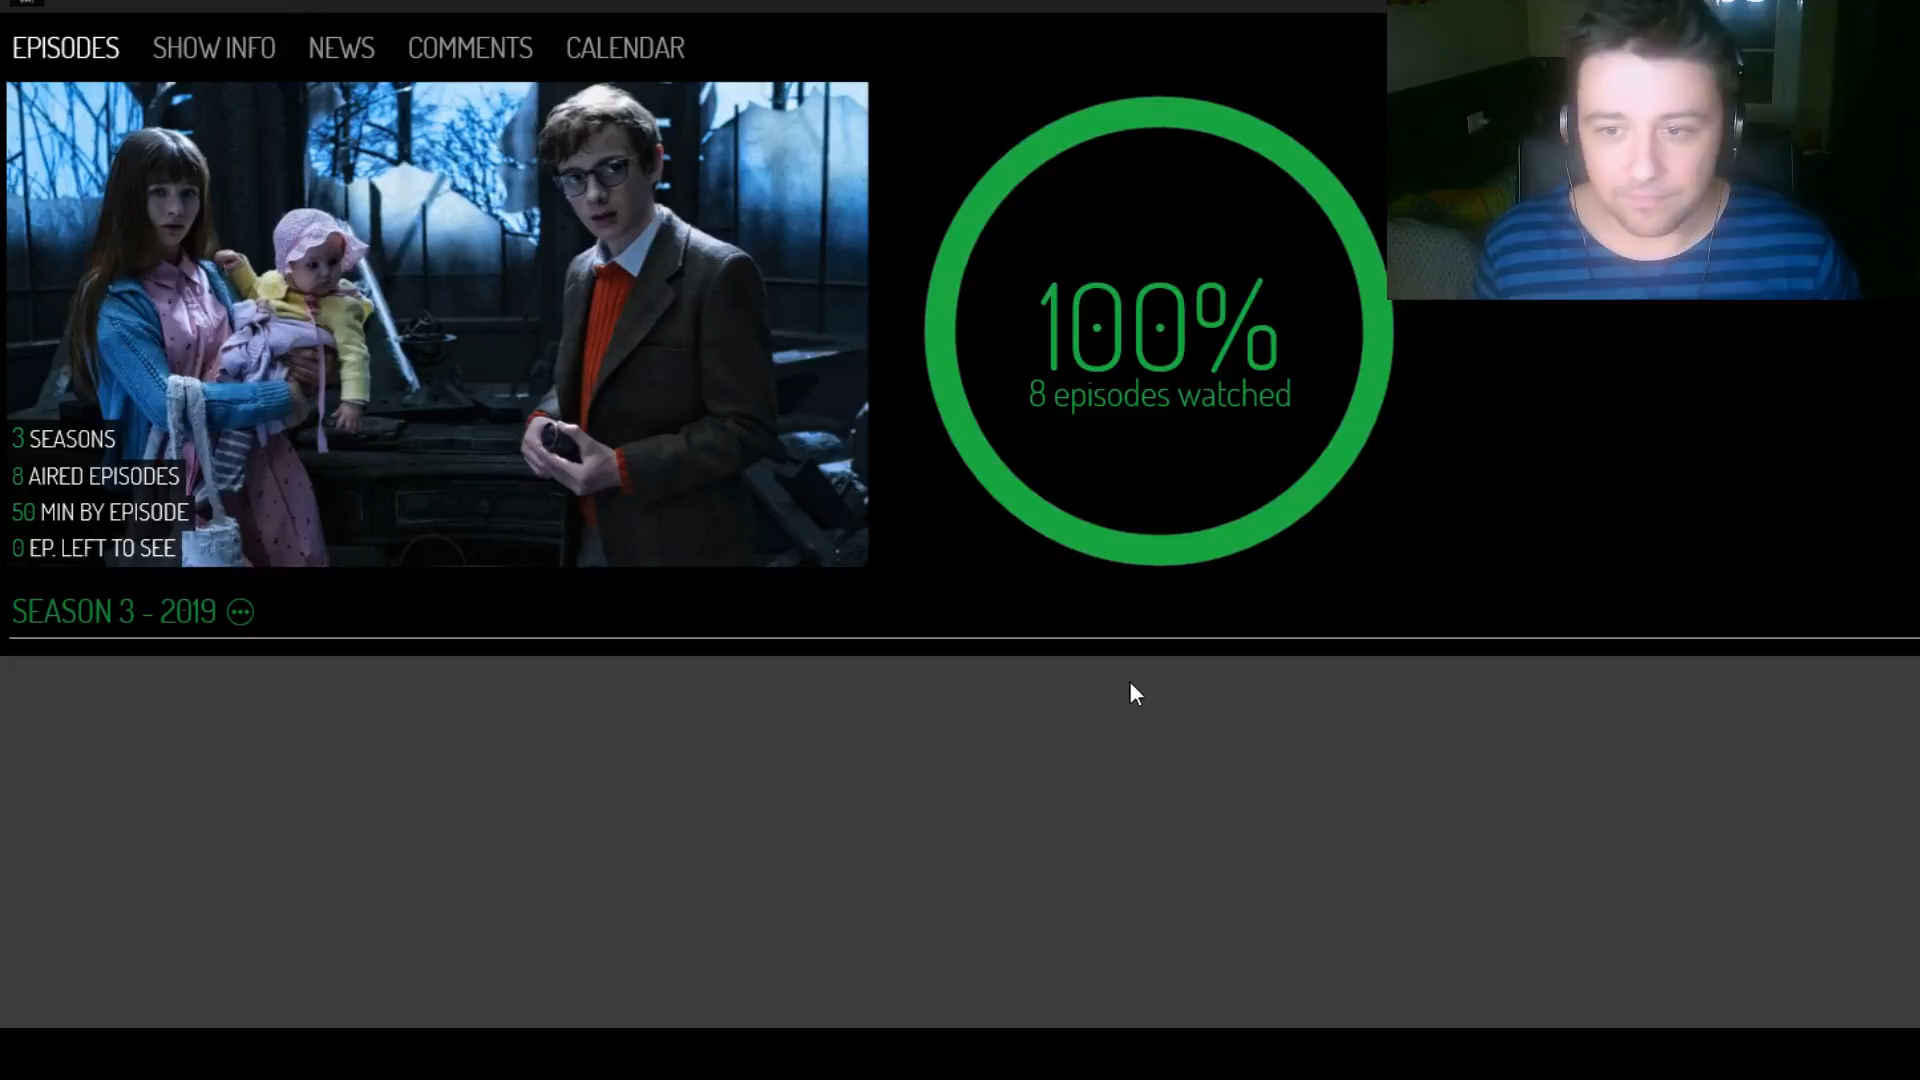 EPISODES SHOW INFO NEWS COMMENTS CALENDAR
3 SEASONS
8 AIRED EPISODES
50 MIN BY EPISODE
0 EP. LEFT TO SEE
100%
8 episodes watched
SEASON 3 - 2019